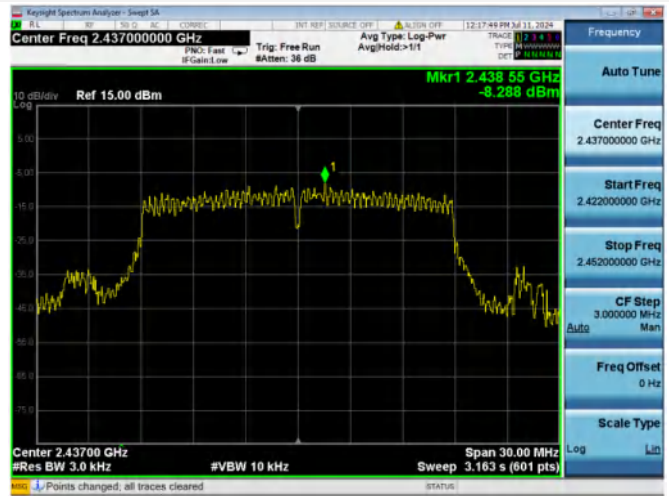 Keysight Spectrum Analyzer - Swept SA
RL RF 50 Ω AC CORREC INT REF SOURCE OFF ALIGN OFF 12:17:49 PM Jul 11, 2024
Center Freq 2.437000000 GHz
PNO: Fast
IFGain:Low
Trig: Free Run
#Atten: 36 dB
Avg Type: Log-Pwr
Avg|Hold:>1/1
TRACE 1 2 3 4 5 6
TYPE M WWWWW
DET P NNNNN
Mkr1 2.438 55 GHz
-8.288 dBm
10 dB/div Ref 15.00 dBm
Log
5.00
-5.00
-15.0
-25.0
-35.0
-45.0
-55.0
-65.0
-75.0
1
Center 2.43700 GHz
Span 30.00 MHz
#Res BW 3.0 kHz
#VBW 10 kHz
Sweep 3.163 s (601 pts)
MSG Points changed; all traces cleared
STATUS
Frequency
Auto Tune
Center Freq
2.437000000 GHz
Start Freq
2.422000000 GHz
Stop Freq
2.452000000 GHz
CF Step
3.000000 MHz
Auto Man
Freq Offset
0 Hz
Scale Type
Log Lin